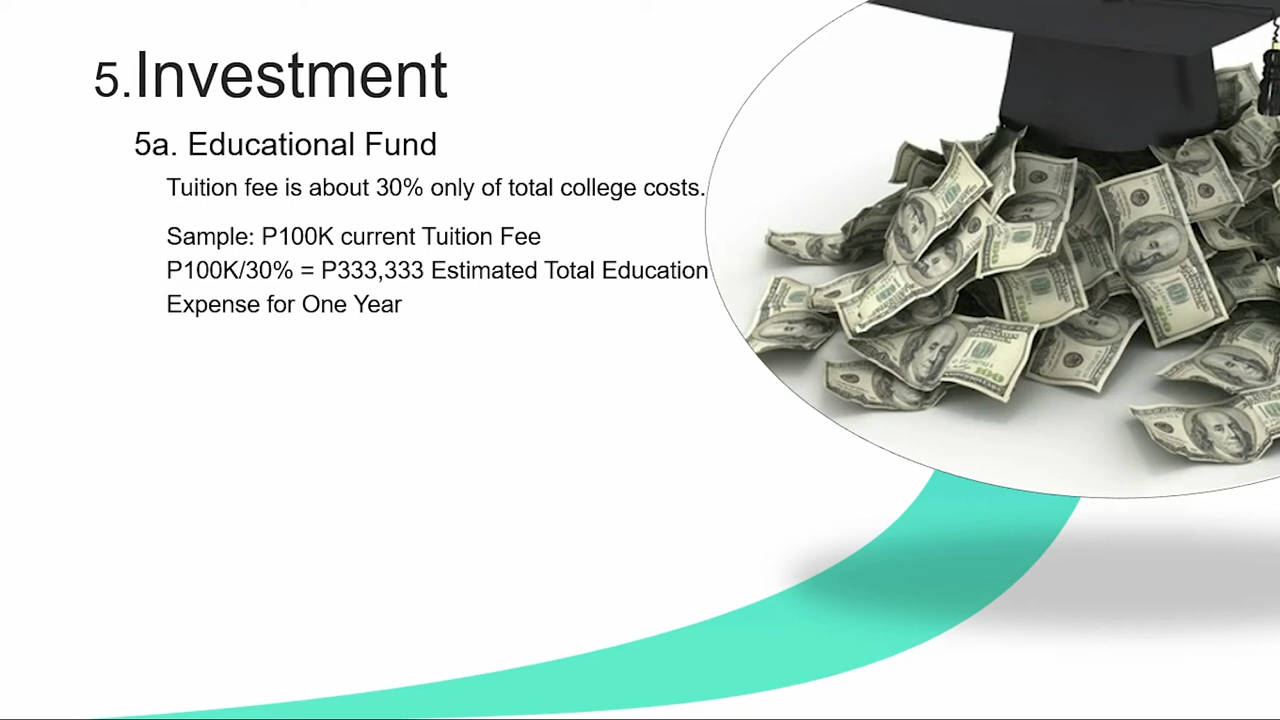 5.Investment
5a. Educational Fund
Tuition fee is about 30% only of total college costs.
Sample: P100K current Tuition Fee
P100K/30% = P333,333 Estimated Total Education
Expense for One Year